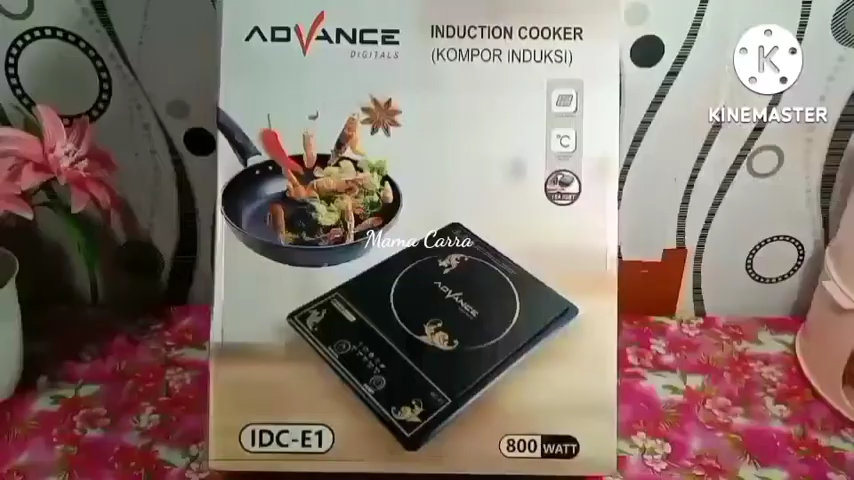 ADVANCE
DIGITALS
INDUCTION COOKER
(KOMPOR INDUKSI)
°C
K
KINEMASTER
Mama Carra
ADVANCE
IDC-E1
800 WATT